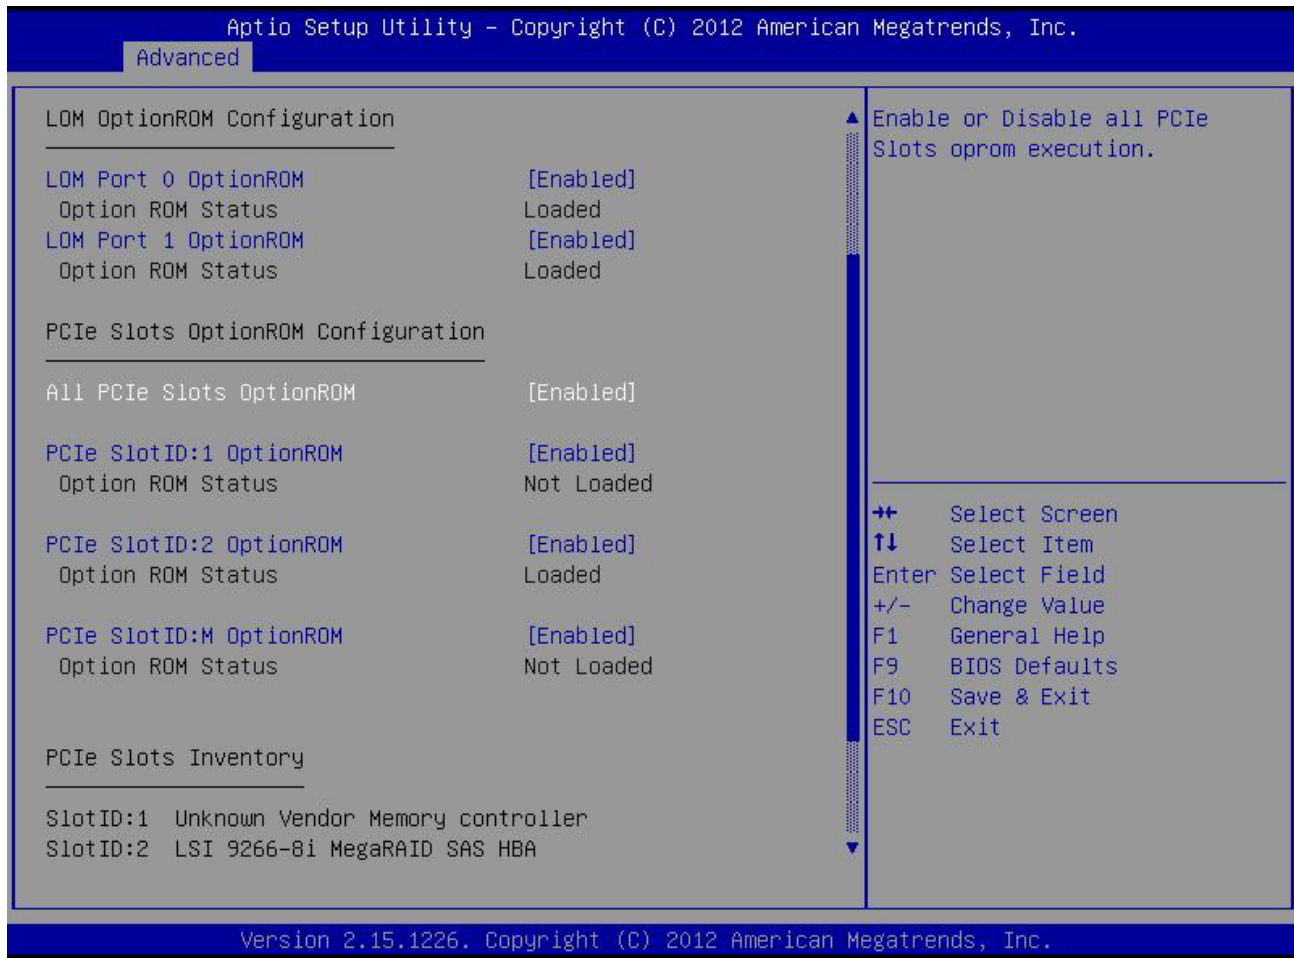 Aptio Setup Utility – Copyright (C) 2012 American Megatrends, Inc.
Advanced
LOM OptionROM Configuration
LOM Port 0 OptionROM [Enabled]
Option ROM Status Loaded
LOM Port 1 OptionROM [Enabled]
Option ROM Status Loaded
PCIe Slots OptionROM Configuration
All PCIe Slots OptionROM [Enabled]
PCIe SlotID:1 OptionROM [Enabled]
Option ROM Status Not Loaded
PCIe SlotID:2 OptionROM [Enabled]
Option ROM Status Loaded
PCIe SlotID:M OptionROM [Enabled]
Option ROM Status Not Loaded
PCIe Slots Inventory
SlotID:1 Unknown Vendor Memory controller
SlotID:2 LSI 9266-8i MegaRAID SAS HBA
Enable or Disable all PCIe
Slots oprom execution.
→← Select Screen
↑↓ Select Item
Enter Select Field
+/- Change Value
F1 General Help
F9 BIOS Defaults
F10 Save & Exit
ESC Exit
Version 2.15.1226. Copyright (C) 2012 American Megatrends, Inc.